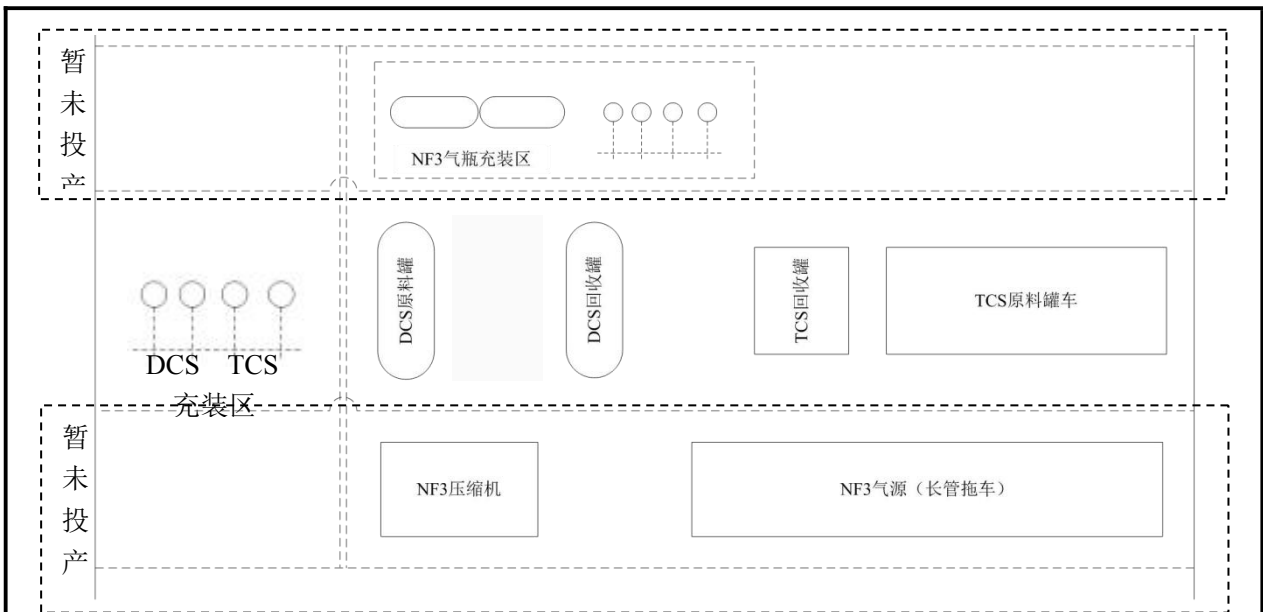 暂
未
投
产
NF3气瓶充装区
DCS原料罐
DCS回收罐
TCS回收罐
TCS原料罐车
DCS TCS
充装区
暂
未
投
产
NF3压缩机
NF3气源（长管拖车）